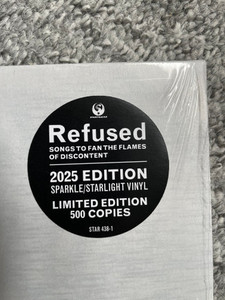 Refused
SONGS TO FAN THE FLAMES
OF DISCONTENT
2025 EDITION
SPARKLE/STARLIGHT VINYL
LIMITED EDITION
500 COPIES
STAR 436-1